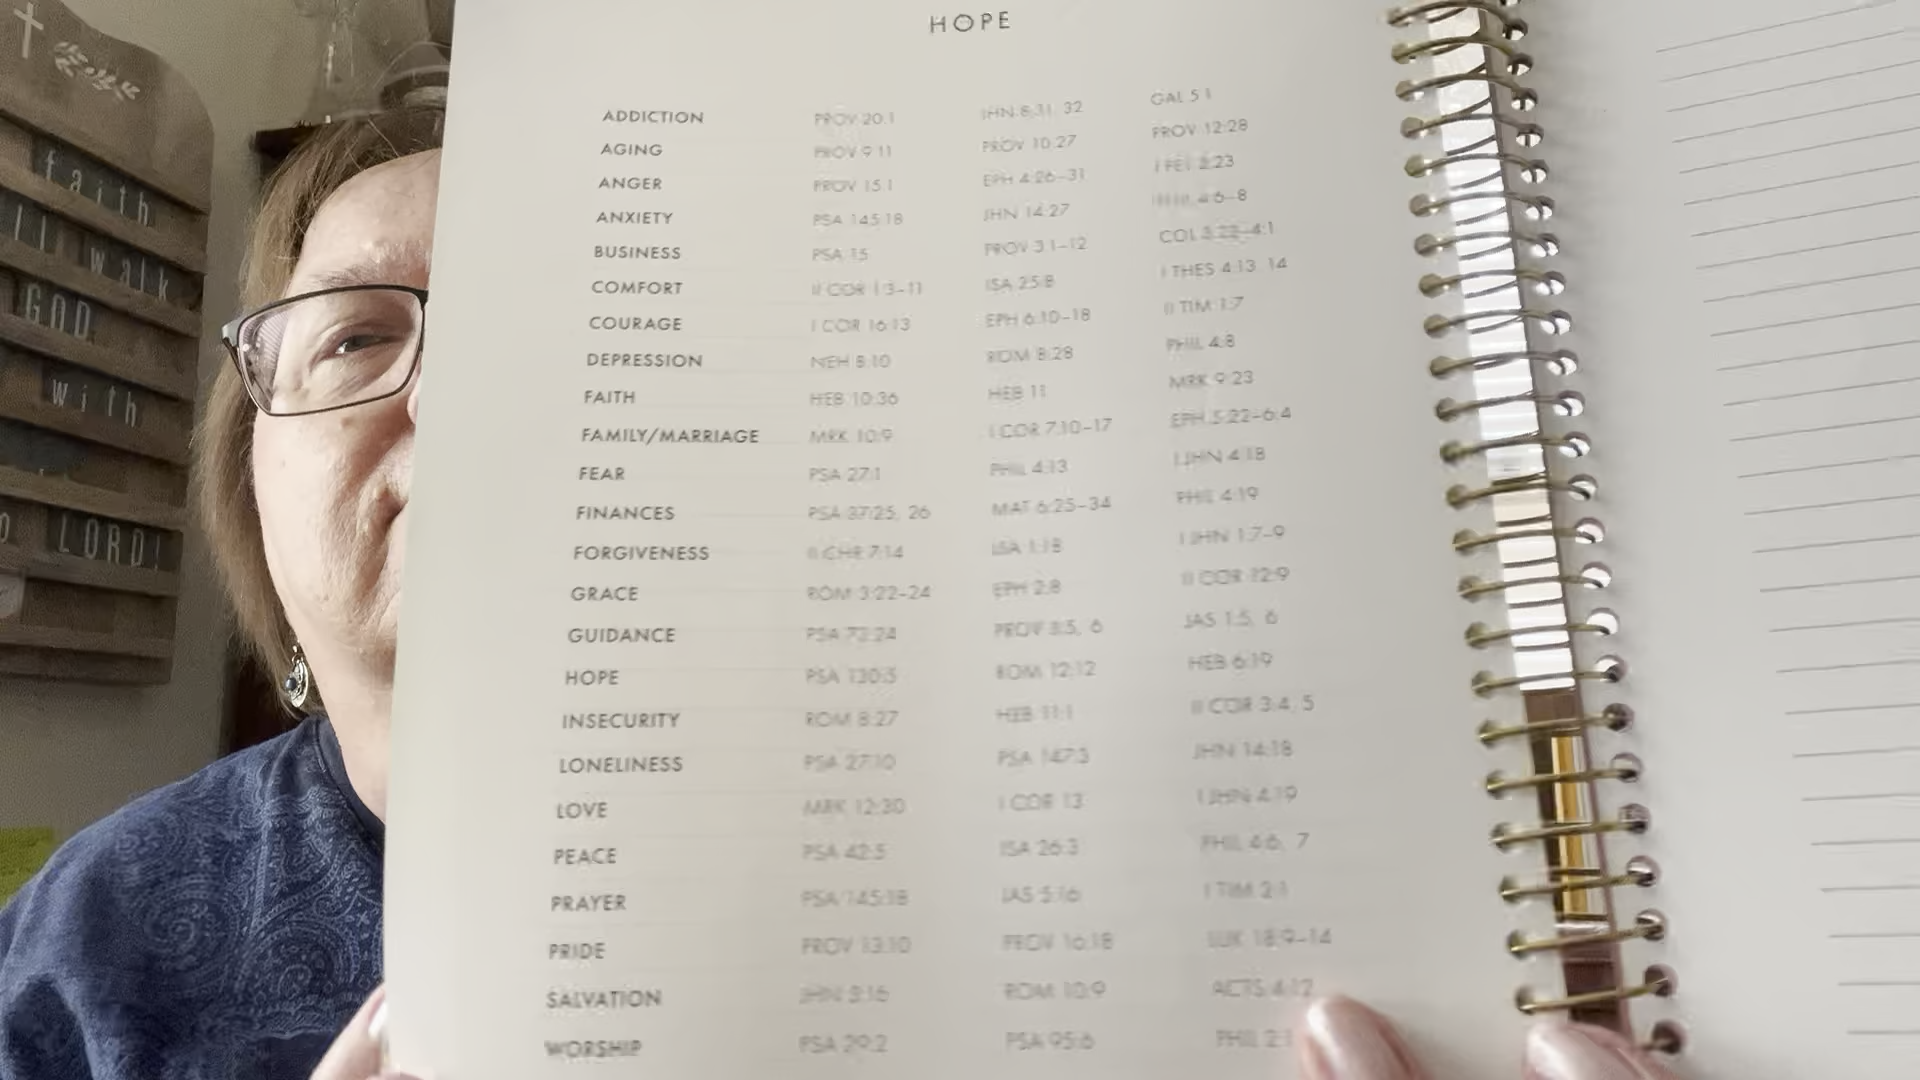 faith
I'll walk
GOD
with
O LORD!
HOPE
ADDICTION PROV 20:1 JHN 8:31, 32 GAL 5:1
AGING PROV 9:11 PROV 10:27 PROV 12:28
ANGER PROV 15:1 EPH 4:26–31 I PET 2:23
ANXIETY PSA 145:18 JHN 14:27 PHIL 4:6–8
BUSINESS PSA 15 PROV 3:1–12 COL 3:22–4:1
COMFORT II COR 1:3–11 ISA 25:8 I THES 4:13, 14
COURAGE I COR 16:13 EPH 6:10–18 II TIM 1:7
DEPRESSION NEH 8:10 ROM 8:28 PHIL 4:8
FAITH HEB 10:36 HEB 11 MRK 9:23
FAMILY/MARRIAGE MRK 10:9 I COR 7:10–17 EPH 5:22–6:4
FEAR PSA 27:1 PHIL 4:13 I JHN 4:18
FINANCES PSA 37:25, 26 MAT 6:25–34 PHIL 4:19
FORGIVENESS II CHR 7:14 ISA 1:18 I JHN 1:7–9
GRACE ROM 3:22–24 EPH 2:8 II COR 12:9
GUIDANCE PSA 73:24 PROV 3:5, 6 JAS 1:5, 6
HOPE PSA 130:5 ROM 12:12 HEB 6:19
INSECURITY ROM 8:27 HEB 11:1 II COR 3:4, 5
LONELINESS PSA 27:10 PSA 147:3 JHN 14:18
LOVE MRK 12:30 I COR 13 I JHN 4:19
PEACE PSA 42:5 ISA 26:3 PHIL 4:6, 7
PRAYER PSA 145:18 JAS 5:16 I TIM 2:1
PRIDE PROV 13:10 PROV 16:18 LUK 18:9–14
SALVATION JHN 3:16 ROM 10:9 ACTS 4:12
WORSHIP PSA 29:2 PSA 95:6 PHIL